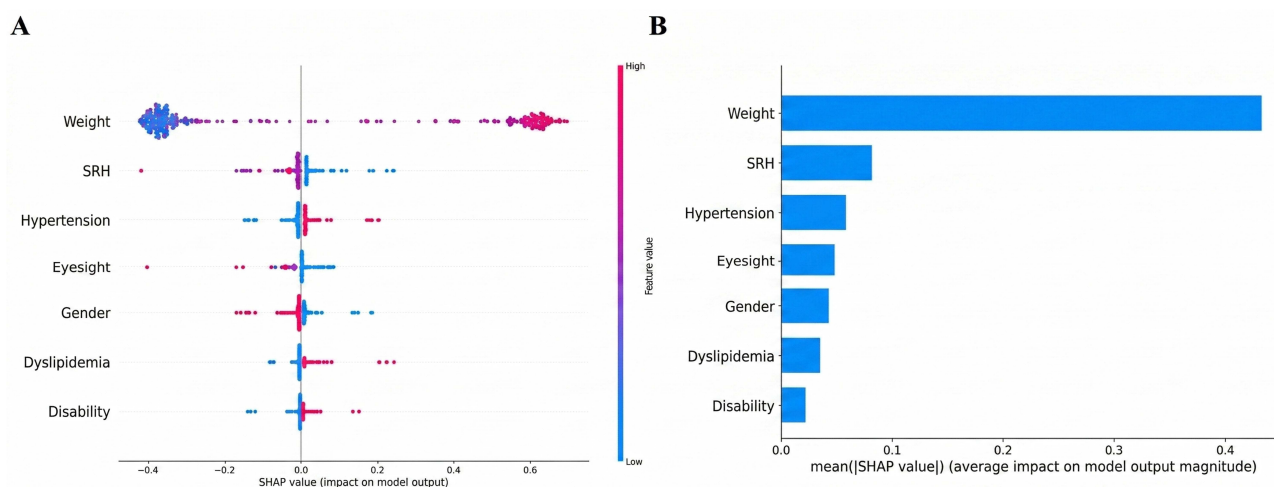 A
High
Weight
SRH
Hypertension
Eyesight
Gender
Dyslipidemia
Disability
Feature value
Low
−0.4 −0.2 0.0 0.2 0.4 0.6
SHAP value (impact on model output)
B
Weight
SRH
Hypertension
Eyesight
Gender
Dyslipidemia
Disability
0.0 0.1 0.2 0.3 0.4
mean(|SHAP value|) (average impact on model output magnitude)